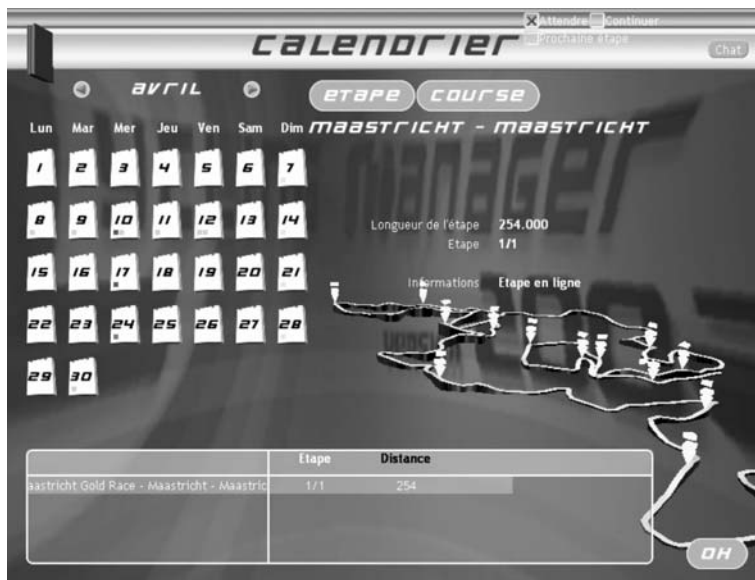 Attendre Continuer
calendrier
Prochaine étape
Chat
avril
etape course
Lun Mar Mer Jeu Ven Sam Dim
maastricht - maastricht
1 2 3 4 5 6 7
manager
8 9 10 11 12 13 14
Longueur de l'étape 254.000
Etape 1/1
15 16 17 18 19 20 21
Informations Etape en ligne
22 23 24 25 26 27 28
29 30
Etape Distance
aastricht Gold Race - Maastricht - Maastric 1/1 254
OK